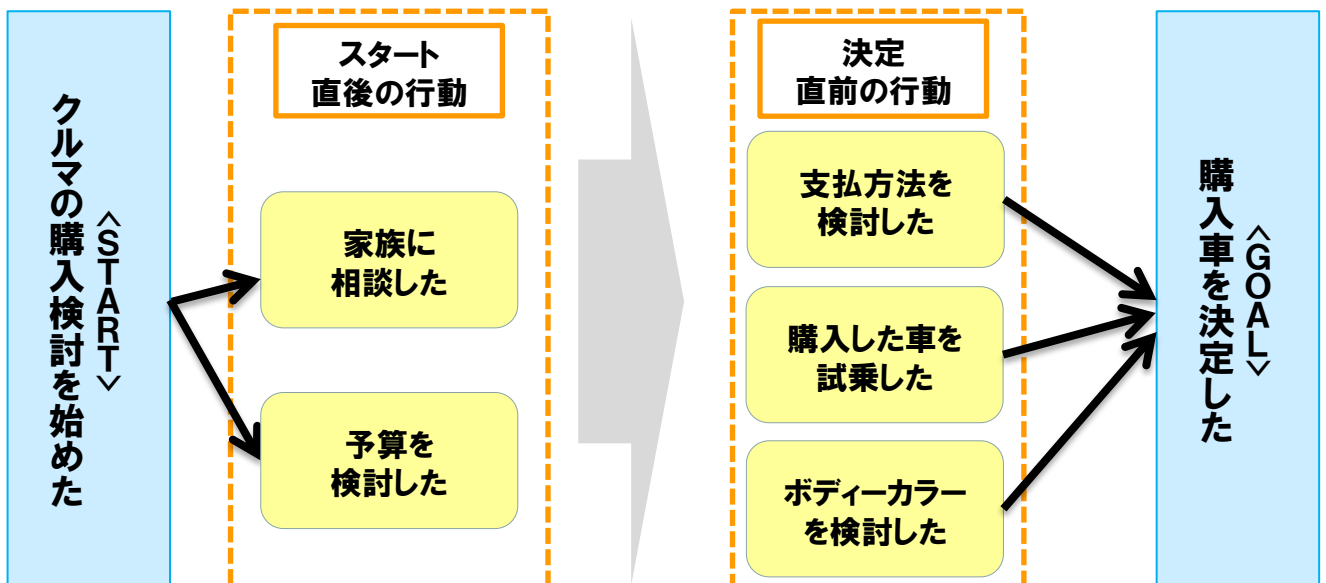 クルマの購入検討を始めた
<START>
スタート
直後の行動
家族に
相談した
予算を
検討した
決定
直前の行動
支払方法を
検討した
購入した車を
試乗した
ボディーカラー
を検討した
<GOAL>
購入車を決定した